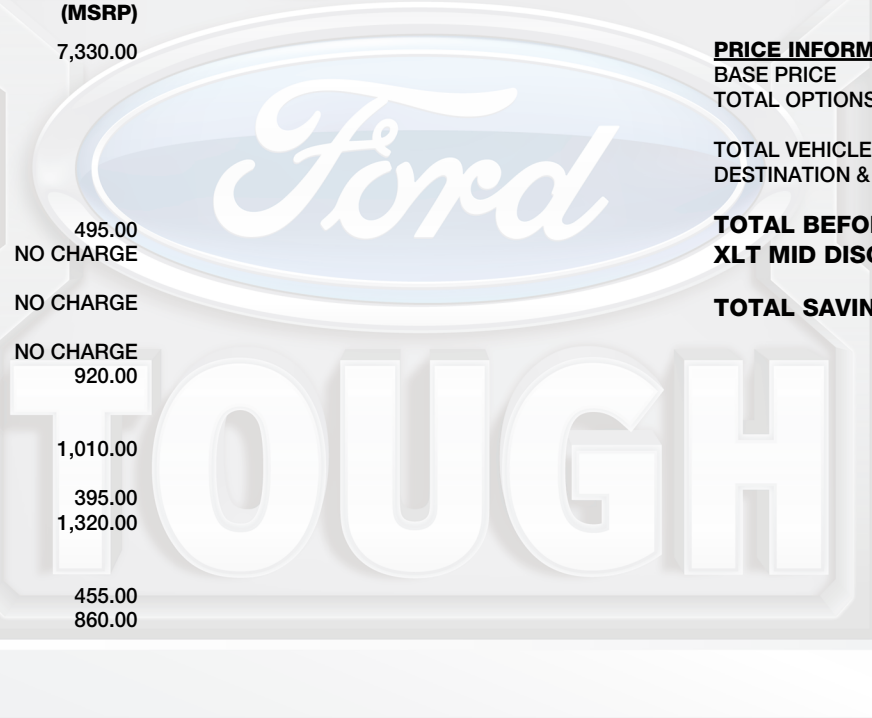 (MSRP)
7,330.00
495.00
NO CHARGE
NO CHARGE
NO CHARGE
920.00
1,010.00
395.00
1,320.00
455.00
860.00
PRICE INFORM
BASE PRICE
TOTAL OPTIONS
TOTAL VEHICLE
DESTINATION &
TOTAL BEFO
XLT MID DISC
TOTAL SAVIN
Ford
TOUGH